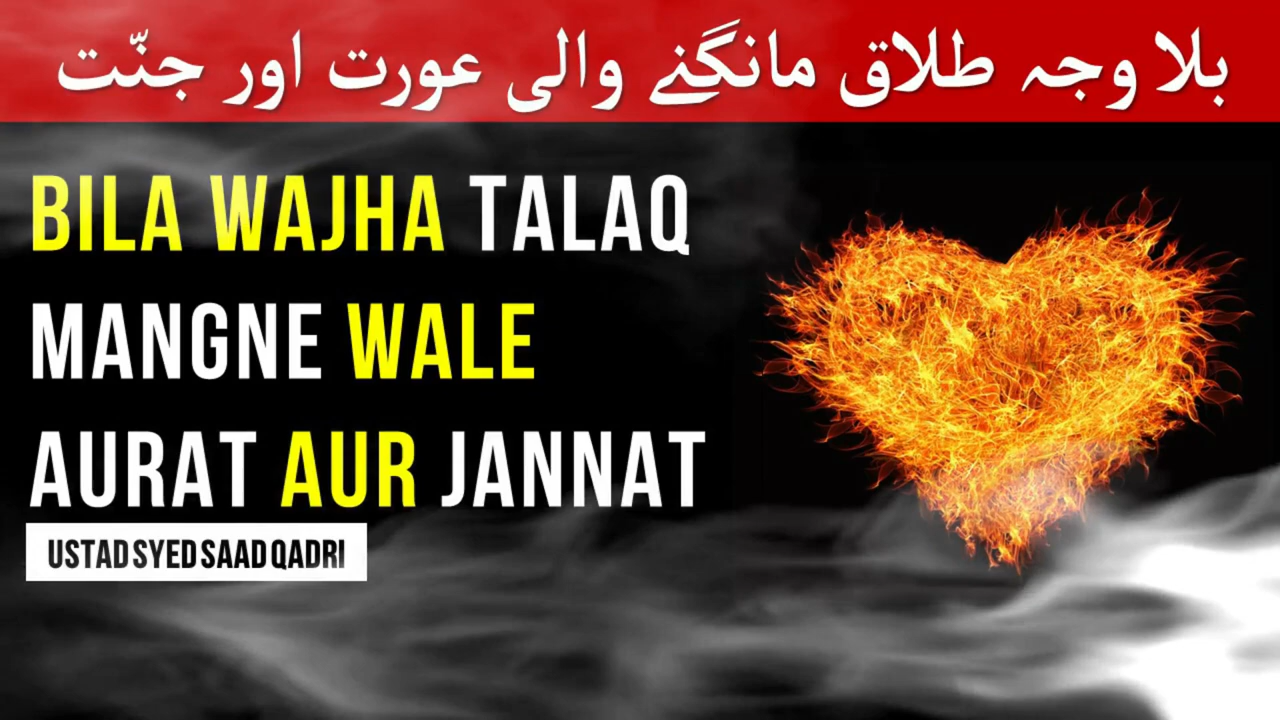 بلا وجہ طلاق مانگنے والی عورت اور جنّت
BILA WAJHA TALAQ
MANGNE WALE
AURAT AUR JANNAT
USTAD SYED SAAD QADRI